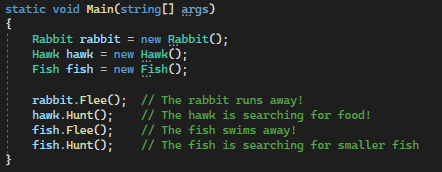 static void Main(string[] args)
{
    Rabbit rabbit = new Rabbit();
    Hawk hawk = new Hawk();
    Fish fish = new Fish();
    rabbit.Flee();  // The rabbit runs away!
    hawk.Hunt();    // The hawk is searching for food!
    fish.Flee();    // The fish swims away!
    fish.Hunt();    // The fish is searching for smaller fish
}